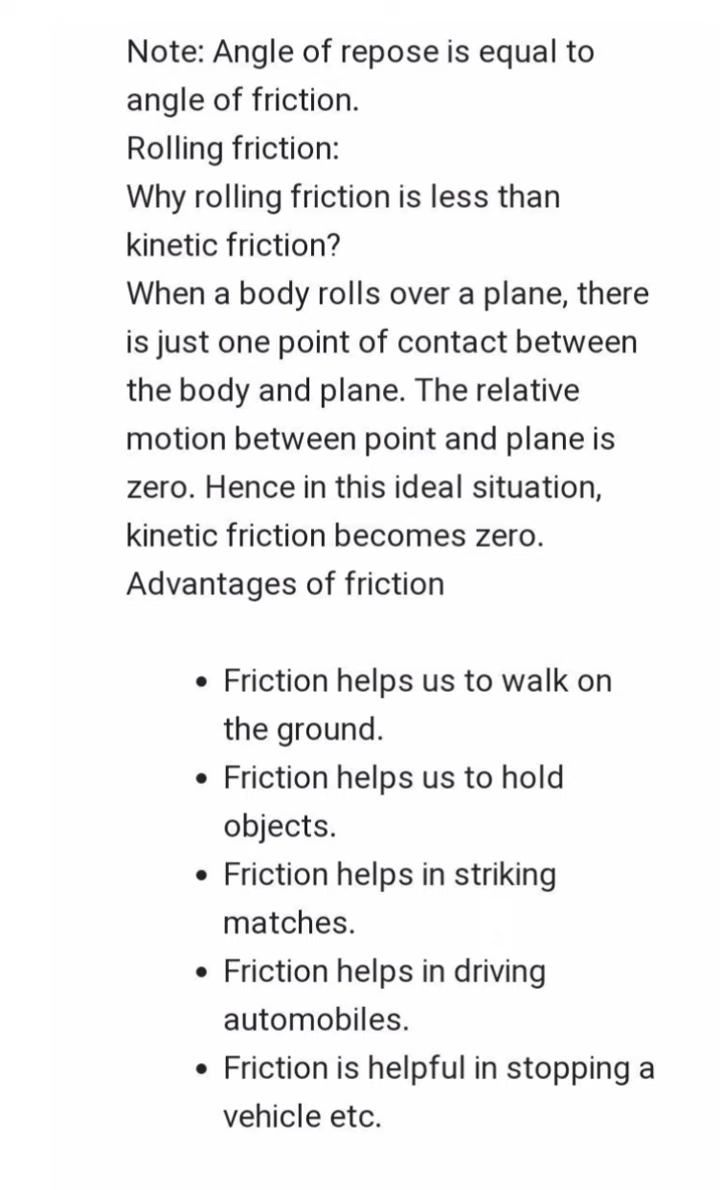 Note: Angle of repose is equal to
angle of friction.
Rolling friction:
Why rolling friction is less than
kinetic friction?
When a body rolls over a plane, there
is just one point of contact between
the body and plane. The relative
motion between point and plane is
zero. Hence in this ideal situation,
kinetic friction becomes zero.
Advantages of friction
• Friction helps us to walk on
the ground.
• Friction helps us to hold
objects.
• Friction helps in striking
matches.
• Friction helps in driving
automobiles.
• Friction is helpful in stopping a
vehicle etc.